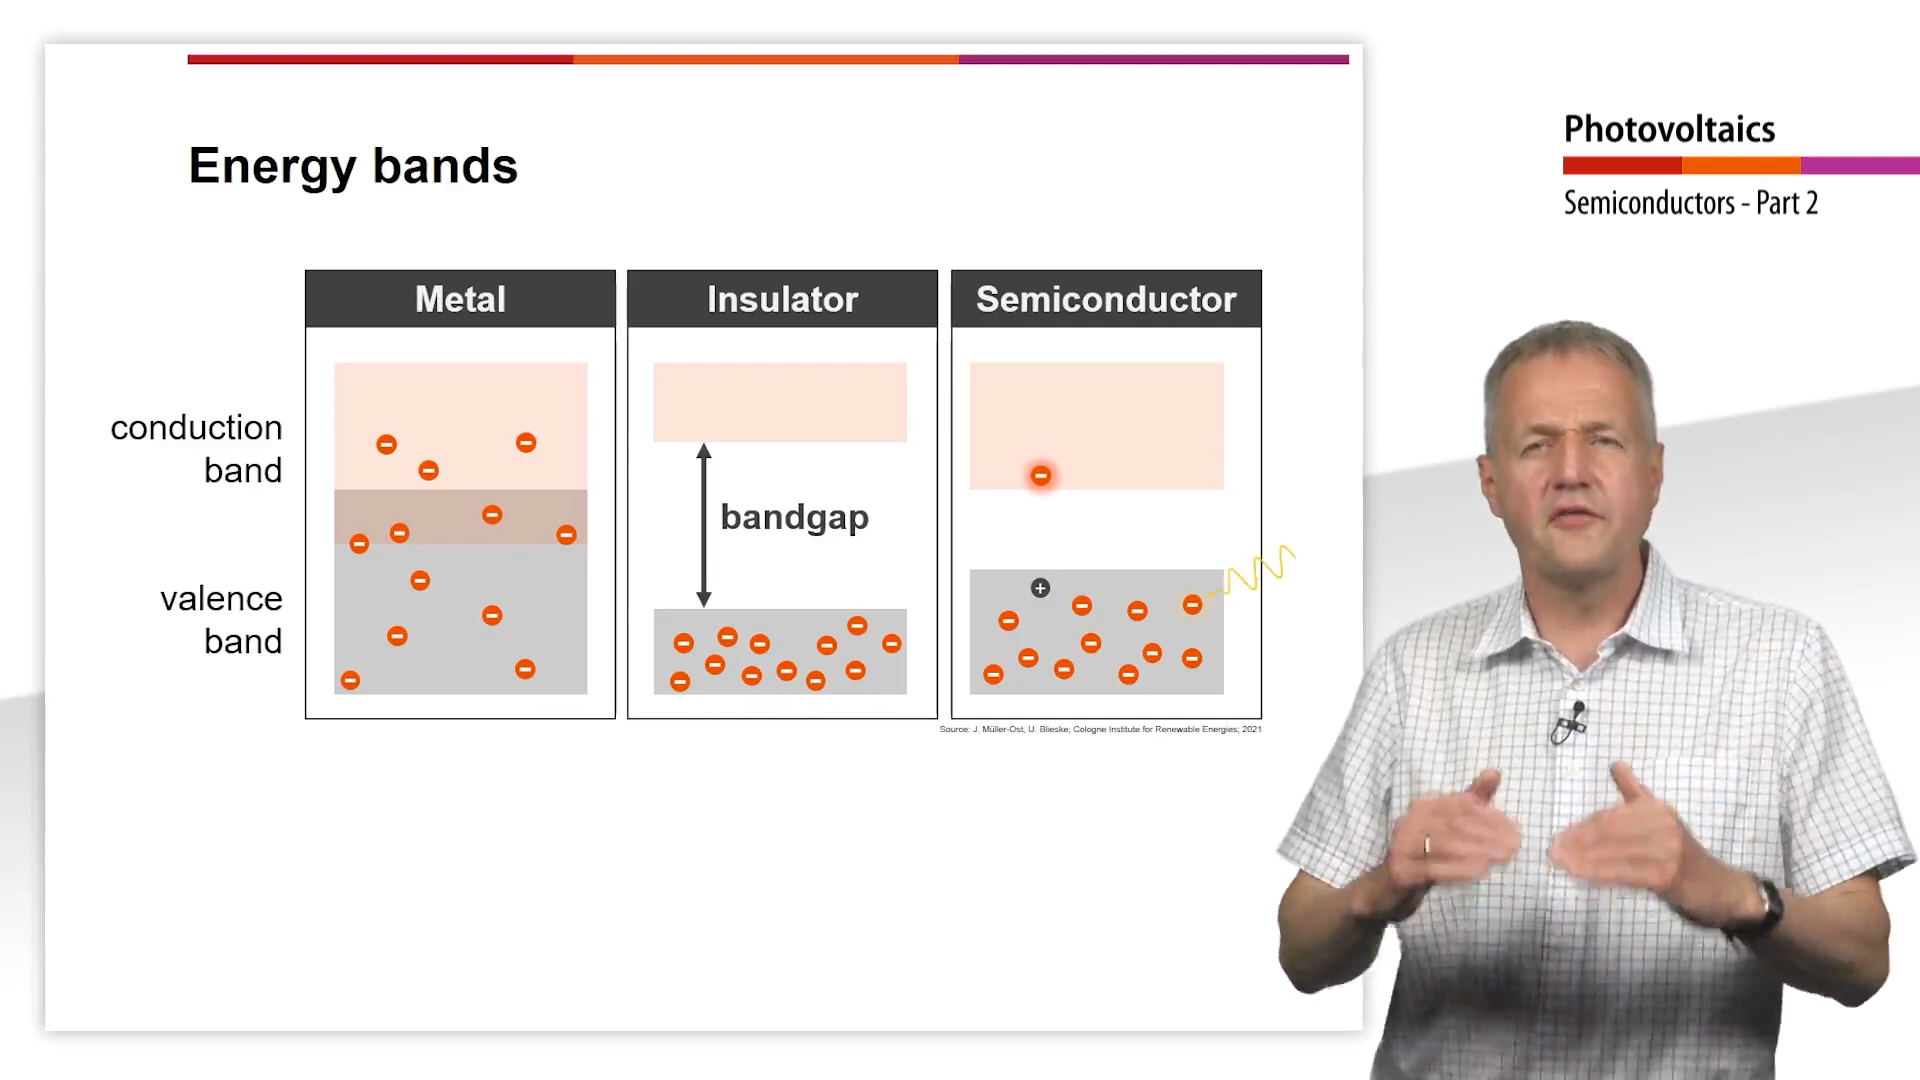 Energy bands
Photovoltaics
Semiconductors - Part 2
Metal
Insulator
Semiconductor
conduction
band
bandgap
valence
band
Source: J. Müller-Ost, U. Blieske; Cologne Institute for Renewable Energies; 2021